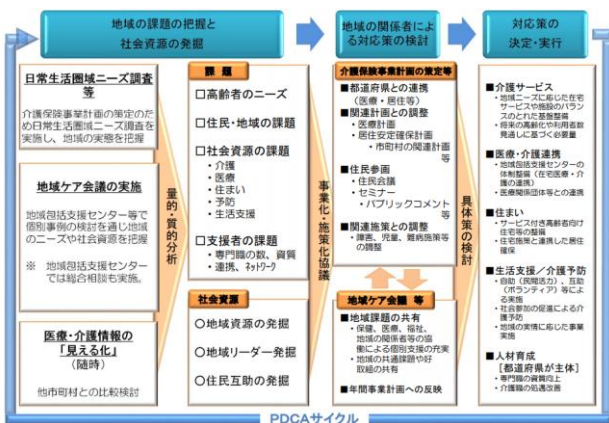 地域の課題の把握と
社会資源の発掘
地域の関係者によ
る対応策の検討
対応策の
決定・実行
日常生活圏域ニーズ調査
等
介護保険事業計画の策定のた
め日常生活圏域ニーズ調査を
実施し、地域の実態を把握
地域ケア会議の実施
地域包括支援センター等で
個別事例の検討を通じ地域
のニーズや社会資源を把握
※ 地域包括支援センター
では総合相談も実施。
医療・介護情報の
「見える化」
(随時)
他市町村との比較検討
量的・質的分析
課 題
□高齢者のニーズ
□住民・地域の課題
□社会資源の課題
・介護
・医療
・住まい
・予防
・生活支援
□支援者の課題
・専門職の数、資質
・連携、ネットワーク
社会資源
○地域資源の発掘
○地域リーダー発掘
○住民互助の発掘
事業化・施策化協議
介護保険事業計画の策定等
■都道府県との連携
(医療・居住等)
■関連計画との調整
・医療計画
・居住安定確保計画
・市町村の関連計画
等
■住民参画
・住民会議
・セミナー
・パブリックコメント
等
■関連施策との調整
・障害、児童、難病施策等
の調整
地域ケア会議 等
■地域課題の共有
・保健、医療、福祉、
地域の関係者等の協
働による個別支援の充実
・地域の共通課題や好
取組の共有
■年間事業計画への反映
具体策の検討
■介護サービス
・地域ニーズに応じた在宅
サービスや施設のバラン
スのとれた基盤整備
・将来の高齢化や利用者数
見通しに基づく必要量
■医療・介護連携
・地域包括支援センターの
体制整備(在宅医療・介
護の連携)
・医療関係団体等との連携
■住まい
・サービス付き高齢者向け
住宅等の整備
・住宅施策と連携した居住
確保
■生活支援/介護予防
・自助(民間活力)、互助
(ボランティア)等によ
る実施
・社会参加の促進による介
護予防
・地域の実情に応じた事業
実施
■人材育成
[都道府県が主体]
・専門職の資質向上
・介護職の処遇改善
PDCAサイクル